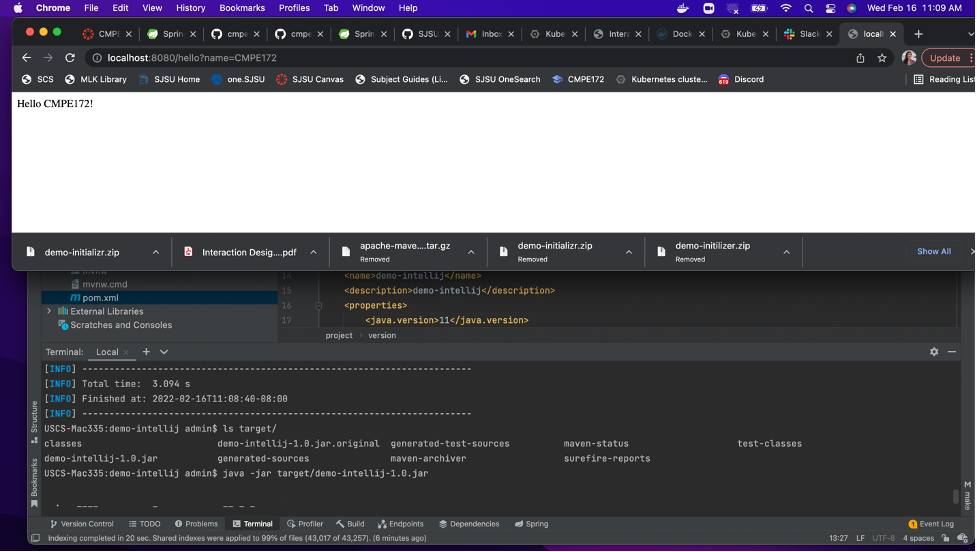 Chrome File Edit View History Bookmarks Profiles Tab Window Help Wed Feb 16 11:09 AM
CMPE Spring cmpe cmpe Spring SJSU Inbox Kube Inter Dock Kube Slack local
localhost:8080/hello?name=CMPE172 Update
SCS MLK Library SJSU Home one.SJSU SJSU Canvas Subject Guides (Li... SJSU OneSearch CMPE172 Kubernetes cluste... Discord Reading List
Hello CMPE172!
demo-initializr.zip Interaction Desig....pdf apache-mave....tar.gz demo-initializr.zip demo-initilizer.zip Show All
Removed Removed Removed
mvnw
14 <name>demo-intellij</name>
mvnw.cmd
15 <description>demo-intellij</description>
pom.xml
16 <properties>
External Libraries
17 <java.version>11</java.version>
Scratches and Consoles
project › version
Terminal: Local
[INFO] ------------------------------------------------------------------------
[INFO] Total time: 3.094 s
[INFO] Finished at: 2022-02-16T11:08:40-08:00
[INFO] ------------------------------------------------------------------------
USCS-Mac335:demo-intellij admin$ ls target/
classes demo-intellij-1.0.jar.original generated-test-sources maven-status test-classes
demo-intellij-1.0.jar generated-sources maven-archiver surefire-reports
USCS-Mac335:demo-intellij admin$ java -jar target/demo-intellij-1.0.jar
Structure
Bookmarks
M make
Version Control TODO Problems Terminal Profiler Build Endpoints Dependencies Spring 1 Event Log
Indexing completed in 20 sec. Shared indexes were applied to 99% of files (43,017 of 43,257). (6 minutes ago) 13:27 LF UTF-8 4 spaces